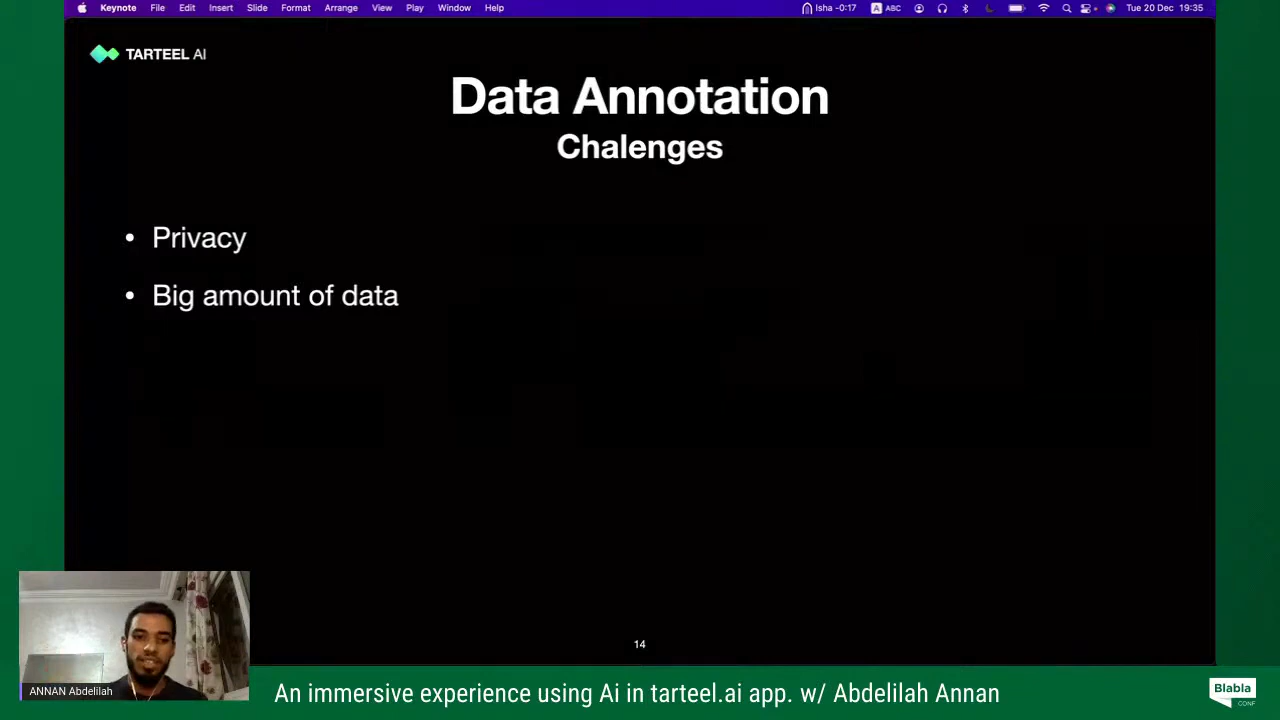 Keynote File Edit Insert Slide Format Arrange View Play Window Help Isha -0:17 A ABC Tue 20 Dec 19:35
TARTEEL AI
Data Annotation
Chalenges
• Privacy
• Big amount of data
14
ANNAN Abdelilah
An immersive experience using Ai in tarteel.ai app. w/ Abdelilah Annan
Blabla
CONF